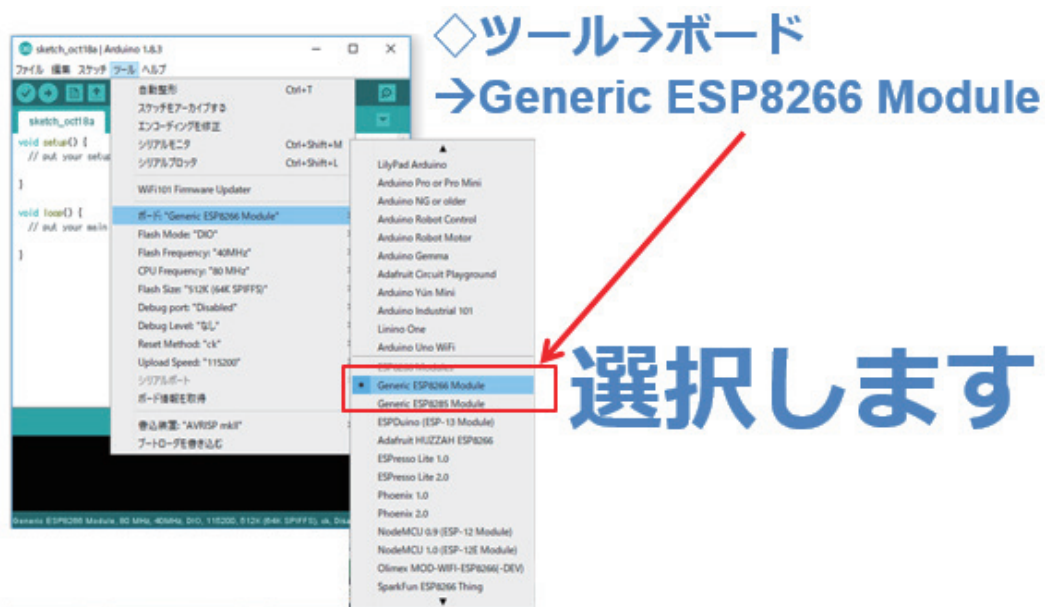 ◇ツール→ボード
→Generic ESP8266 Module
選択します
sketch_oct18a | Arduino 1.8.3
ファイル 編集 スケッチ ツール ヘルプ
sketch_oct18a
void setup() {
// put your setup
}
void loop() {
// put your main
}
自動整形 Ctrl+T
スケッチをアーカイブする
エンコーディングを修正
シリアルモニタ Ctrl+Shift+M
シリアルプロッタ Ctrl+Shift+L
WiFi101 Firmware Updater
ボード: "Generic ESP8266 Module"
Flash Mode: "DIO"
Flash Frequency: "40MHz"
CPU Frequency: "80 MHz"
Flash Size: "512K (64K SPIFFS)"
Debug port: "Disabled"
Debug Level: "なし"
Reset Method: "ck"
Upload Speed: "115200"
シリアルポート
ボード情報を取得
書込装置: "AVRISP mkII"
ブートローダを書き込む
LilyPad Arduino
Arduino Pro or Pro Mini
Arduino NG or older
Arduino Robot Control
Arduino Robot Motor
Arduino Gemma
Adafruit Circuit Playground
Arduino Yún Mini
Arduino Industrial 101
Linino One
Arduino Uno WiFi
ESP8266 Modules
Generic ESP8266 Module
Generic ESP8285 Module
ESPDuino (ESP-13 Module)
Adafruit HUZZAH ESP8266
ESPresso Lite 1.0
ESPresso Lite 2.0
Phoenix 1.0
Phoenix 2.0
NodeMCU 0.9 (ESP-12 Module)
NodeMCU 1.0 (ESP-12E Module)
Olimex MOD-WIFI-ESP8266(-DEV)
SparkFun ESP8266 Thing
Generic ESP8266 Module, 80 MHz, 40MHz, DIO, 115200, 512K (64K SPIFFS), ck, Disa